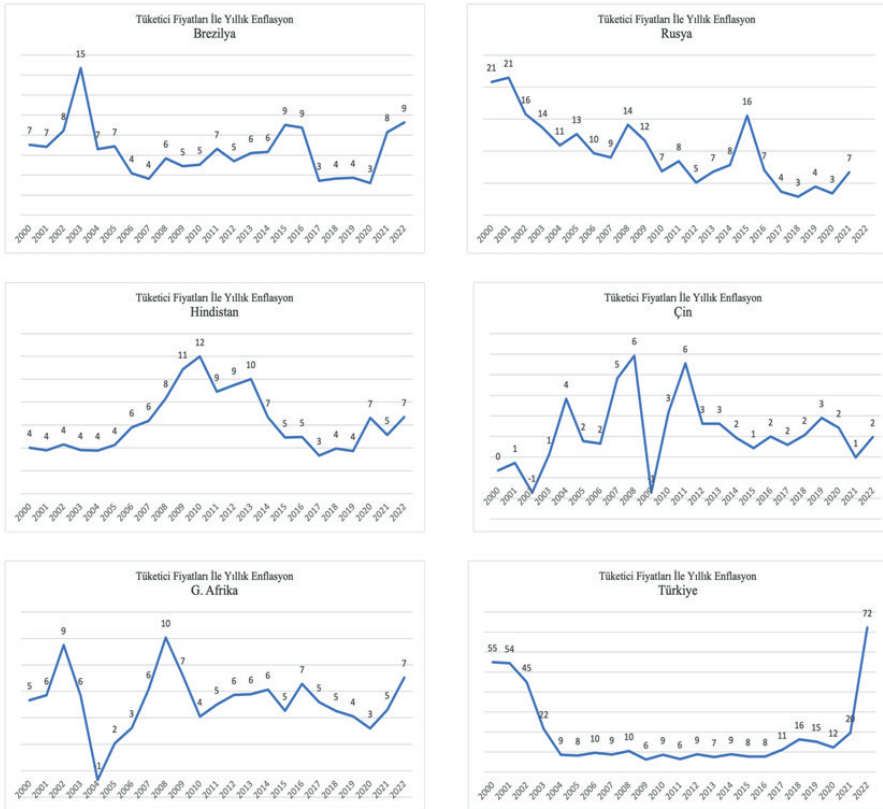 Tüketici Fiyatları İle Yıllık Enflasyon
Brezilya
7 7 8 15 7 7 4 4 6 5 5 7 5 6 6 9 9 3 4 4 3 8 9
2000 2001 2002 2003 2004 2005 2006 2007 2008 2009 2010 2011 2012 2013 2014 2015 2016 2017 2018 2019 2020 2021 2022
Tüketici Fiyatları İle Yıllık Enflasyon
Rusya
21 21 16 14 11 13 10 9 14 12 7 8 5 7 8 16 7 4 3 4 3 7
2000 2001 2002 2003 2004 2005 2006 2007 2008 2009 2010 2011 2012 2013 2014 2015 2016 2017 2018 2019 2020 2021 2022
Tüketici Fiyatları İle Yıllık Enflasyon
Hindistan
4 4 4 4 4 4 6 6 8 11 12 9 9 10 7 5 5 3 4 4 7 5 7
2000 2001 2002 2003 2004 2005 2006 2007 2008 2009 2010 2011 2012 2013 2014 2015 2016 2017 2018 2019 2020 2021 2022
Tüketici Fiyatları İle Yıllık Enflasyon
Çin
0 1 -1 1 4 2 2 5 6 -1 3 6 3 3 2 1 2 2 2 3 2 1 2
2000 2001 2002 2003 2004 2005 2006 2007 2008 2009 2010 2011 2012 2013 2014 2015 2016 2017 2018 2019 2020 2021 2022
Tüketici Fiyatları İle Yıllık Enflasyon
G. Afrika
5 6 9 6 -1 2 3 6 10 7 4 5 6 6 6 5 7 5 5 4 3 5 7
2000 2001 2002 2003 2004 2005 2006 2007 2008 2009 2010 2011 2012 2013 2014 2015 2016 2017 2018 2019 2020 2021 2022
Tüketici Fiyatları İle Yıllık Enflasyon
Türkiye
55 54 45 22 9 8 10 9 10 6 9 6 9 7 9 8 8 11 16 15 12 20 72
2000 2001 2002 2003 2004 2005 2006 2007 2008 2009 2010 2011 2012 2013 2014 2015 2016 2017 2018 2019 2020 2021 2022